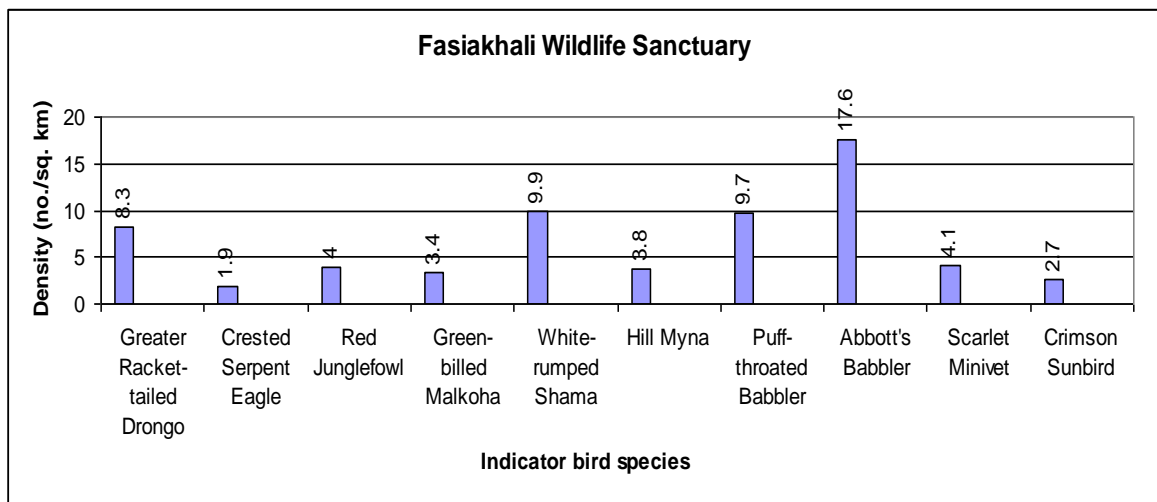 Fasiakhali Wildlife Sanctuary
Density (no./sq. km)
20
15
10
5
0
8.3
1.9
4
3.4
9.9
3.8
9.7
17.6
4.1
2.7
Greater
Racket-
tailed
Drongo
Crested
Serpent
Eagle
Red
Junglefowl
Green-
billed
Malkoha
White-
rumped
Shama
Hill Myna
Puff-
throated
Babbler
Abbott's
Babbler
Scarlet
Minivet
Crimson
Sunbird
Indicator bird species